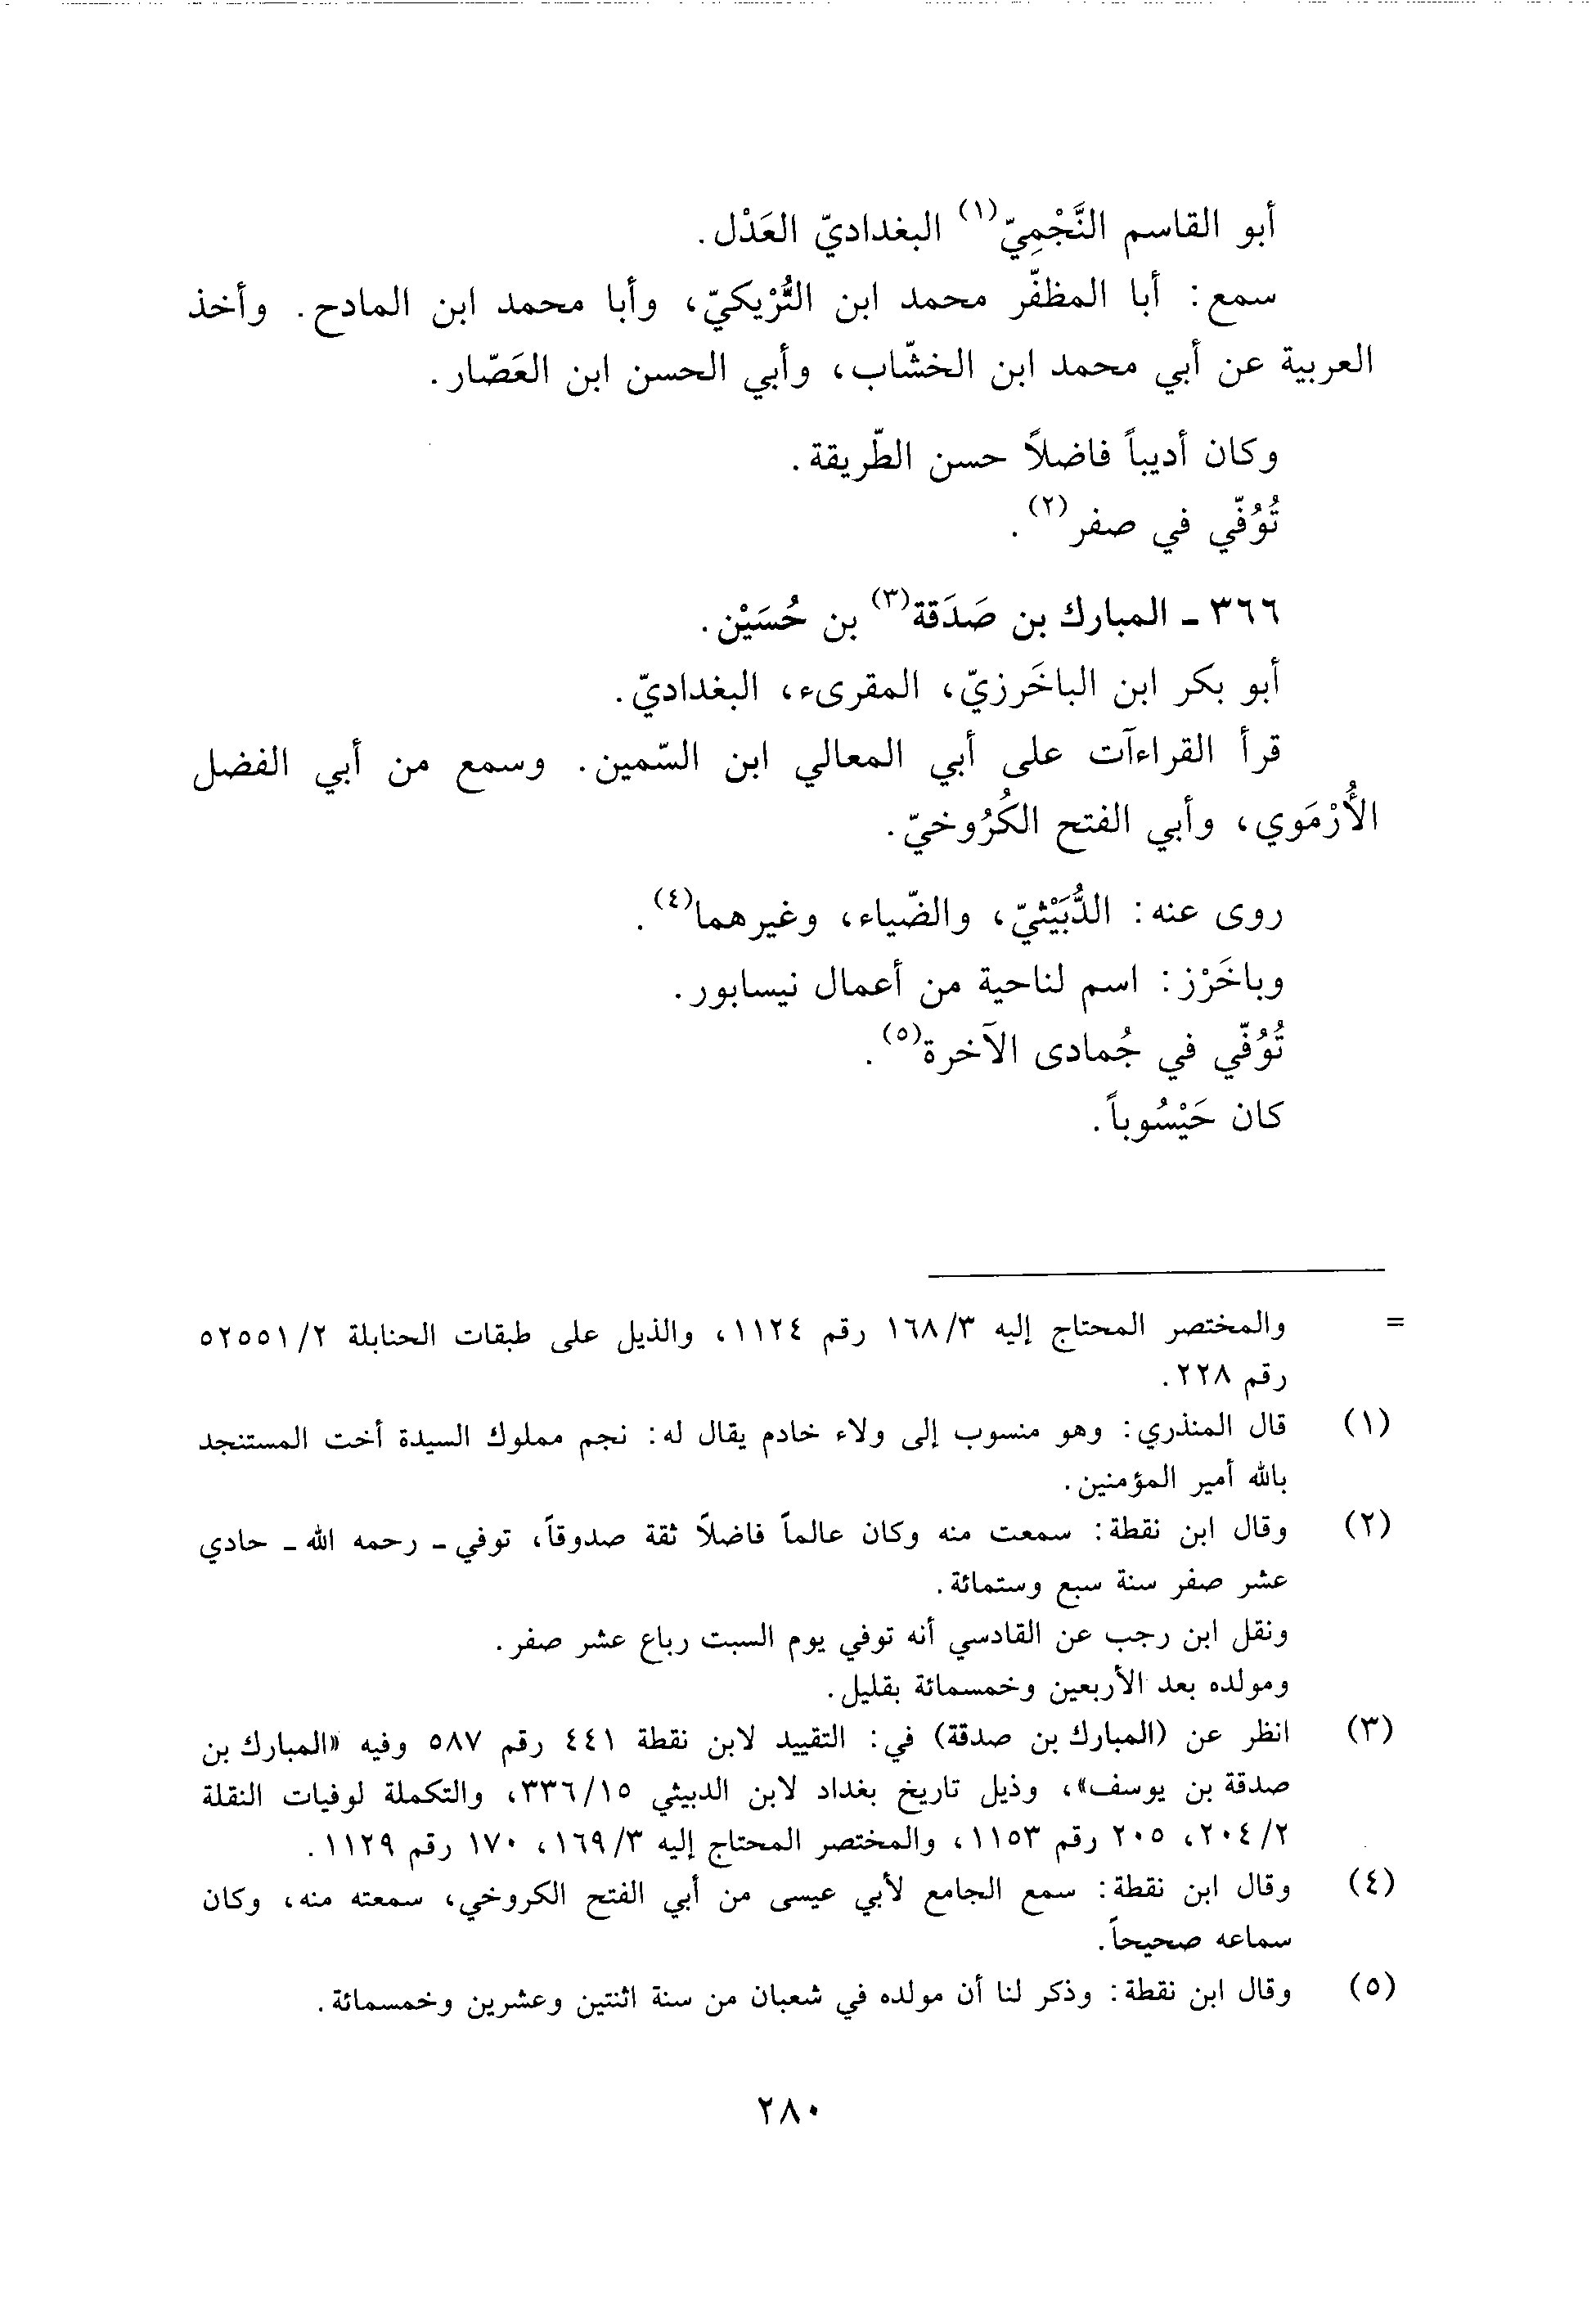 أبو القاسم النَّجْمِيّ(١) البغداديّ العَدْل.
سمع: أبا المظفّر محمد ابن التُّرْيكيّ، وأبا محمد ابن المادح. وأخذ
العربية عن أبي محمد ابن الخشّاب، وأبي الحسن ابن العَصّار.
وكان أديباً فاضلاً حسن الطّريقة.
تُوُفّي في صفر(٢).
٣٦٦ ـ المبارك بن صَدَقة(٣) بن حُسَيْن.
أبو بكر ابن الباخَرزيّ، المقرىء، البغداديّ.
قرأ القراءآت على أبي المعالي ابن السّمين. وسمع من أبي الفضل
الأُرْمَوي، وأبي الفتح الكُرُوخيّ.
روى عنه: الدُّبَيْثيّ، والضّياء، وغيرهما(٤).
وباخَرْز: اسم لناحية من أعمال نيسابور.
تُوُفّي في جُمادى الآخرة(٥).
كان حَيْسُوباً.
= والمختصر المحتاج إليه ١٦٨/٣ رقم ١١٢٤، والذيل على طبقات الحنابلة ٥٢٥٥١/٢
رقم ٢٢٨.
(١) قال المنذري: وهو منسوب إلى ولاء خادم يقال له: نجم مملوك السيدة أخت المستنجد
بالله أمير المؤمنين.
(٢) وقال ابن نقطة: سمعت منه وكان عالماً فاضلاً ثقة صدوقاً، توفي ـ رحمه الله ـ حادي
عشر صفر سنة سبع وستمائة.
ونقل ابن رجب عن القادسي أنه توفي يوم السبت رباع عشر صفر.
ومولده بعد الأربعين وخمسمائة بقليل.
(٣) انظر عن (المبارك بن صدقة) في: التقييد لابن نقطة ٤٤١ رقم ٥٨٧ وفيه «المبارك بن
صدقة بن يوسف»، وذيل تاريخ بغداد لابن الدبيثي ٣٣٦/١٥، والتكملة لوفيات النقلة
٢٠٤/٢، ٢٠٥ رقم ١١٥٣، والمختصر المحتاج إليه ١٦٩/٣، ١٧٠ رقم ١١٢٩.
(٤) وقال ابن نقطة: سمع الجامع لأبي عيسى من أبي الفتح الكروخي، سمعته منه، وكان
سماعه صحيحاً.
(٥) وقال ابن نقطة: وذكر لنا أن مولده في شعبان من سنة اثنتين وعشرين وخمسمائة.
٢٨٠